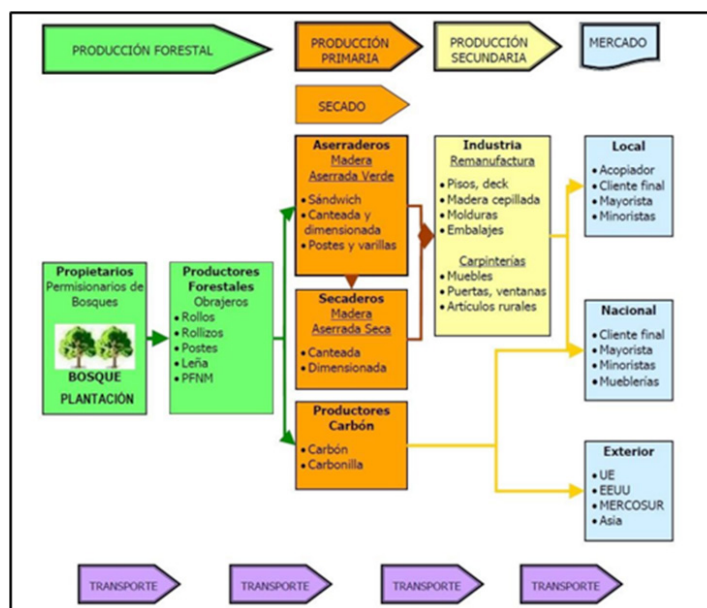 PRODUCCIÓN FORESTAL
PRODUCCIÓN
PRIMARIA
PRODUCCIÓN
SECUNDARIA
MERCADO
SECADO
Propietarios
Permisionarios de
Bosques
BOSQUE
PLANTACIÓN
Productores
Forestales
Obrajeros
• Rollos
• Rollizos
• Postes
• Leña
• PFNM
Aserraderos
Madera
Aserrada Verde
• Sándwich
• Canteada y
dimensionada
• Postes y varillas
Secaderos
Madera
Aserrada Seca
• Canteada
• Dimensionada
Productores
Carbón
• Carbón
• Carbonilla
Industria
Remanufactura
• Pisos, deck
• Madera cepillada
• Molduras
• Embalajes
Carpinterías
• Muebles
• Puertas, ventanas
• Artículos rurales
Local
• Acopiador
• Cliente final
• Mayorista
• Minoristas
Nacional
• Cliente final
• Mayorista
• Minoristas
• Mueblerías
Exterior
• UE
• EEUU
• MERCOSUR
• Asia
TRANSPORTE
TRANSPORTE
TRANSPORTE
TRANSPORTE